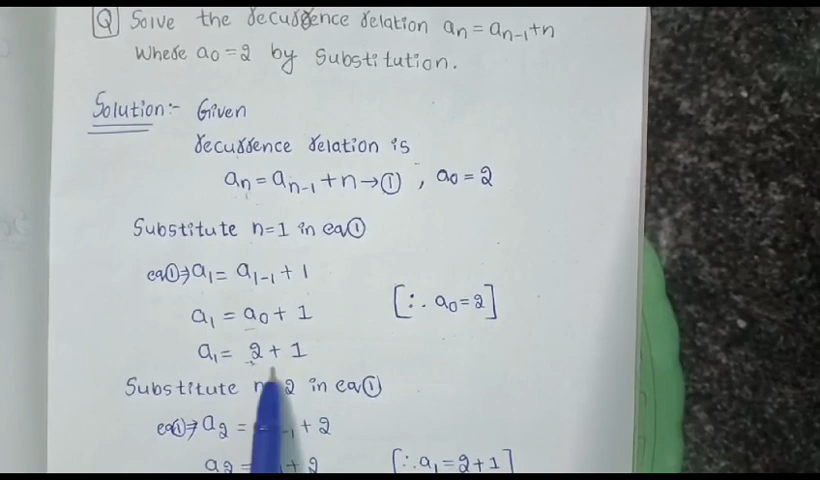 Q Solve the recurrence relation aₙ = aₙ₋₁ + n
Where a₀ = 2 by Substitution.
Solution:- Given
recurrence relation is
aₙ = aₙ₋₁ + n → ①, a₀ = 2
Substitute n=1 in eq①
eq①⇒ a₁ = a₁₋₁ + 1
a₁ = a₀ + 1 [∵ a₀ = 2]
a₁ = 2 + 1
Substitute n 2 in eq①
eq①⇒ a₂ = ₋₁ + 2
a₂ = + 2 [∵ a₁ = 2+1]